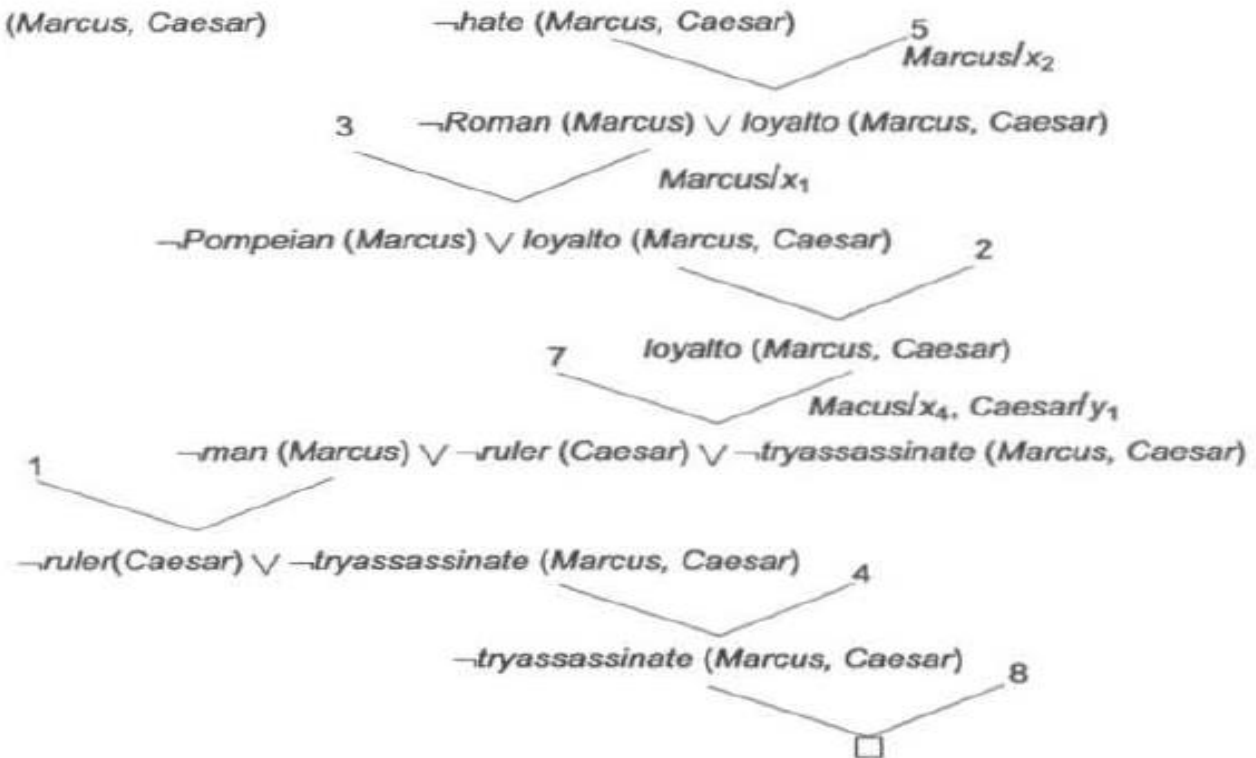 (Marcus, Caesar) ¬hate (Marcus, Caesar) 5
Marcus/x₂
3 ¬Roman (Marcus) ∨ loyalto (Marcus, Caesar)
Marcus/x₁
¬Pompeian (Marcus) ∨ loyalto (Marcus, Caesar) 2
7 loyalto (Marcus, Caesar)
Macus/x₄, Caesar/y₁
1 ¬man (Marcus) ∨ ¬ruler (Caesar) ∨ ¬tryassassinate (Marcus, Caesar)
¬ruler(Caesar) ∨ ¬tryassassinate (Marcus, Caesar) 4
¬tryassassinate (Marcus, Caesar) 8